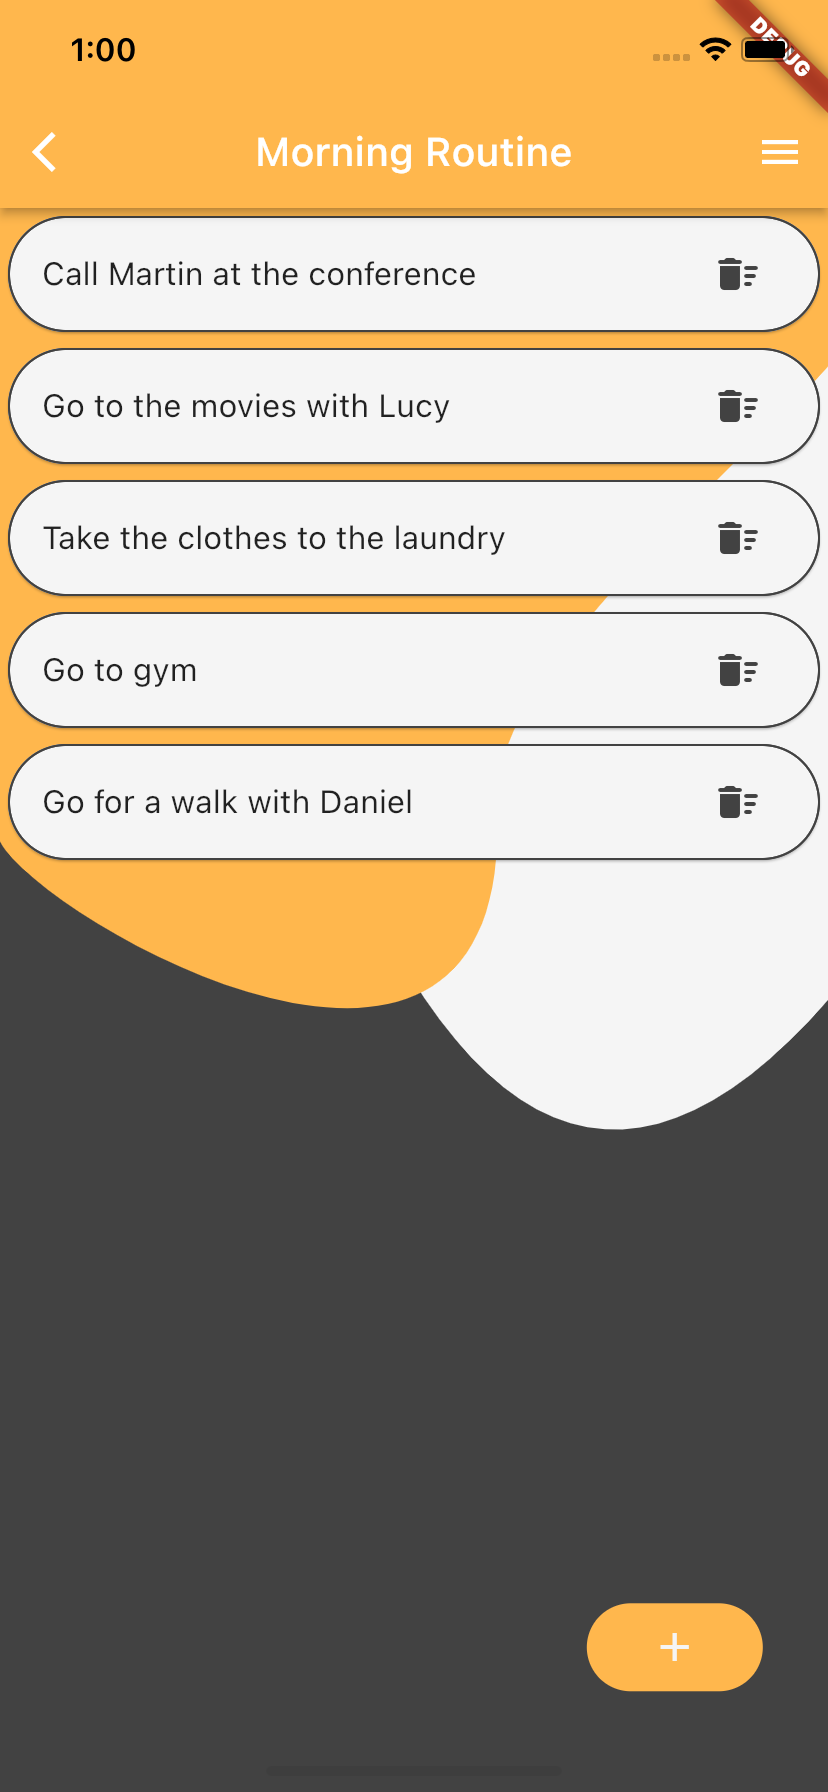 1:00
DEBUG
Morning Routine
Call Martin at the conference
Go to the movies with Lucy
Take the clothes to the laundry
Go to gym
Go for a walk with Daniel
+